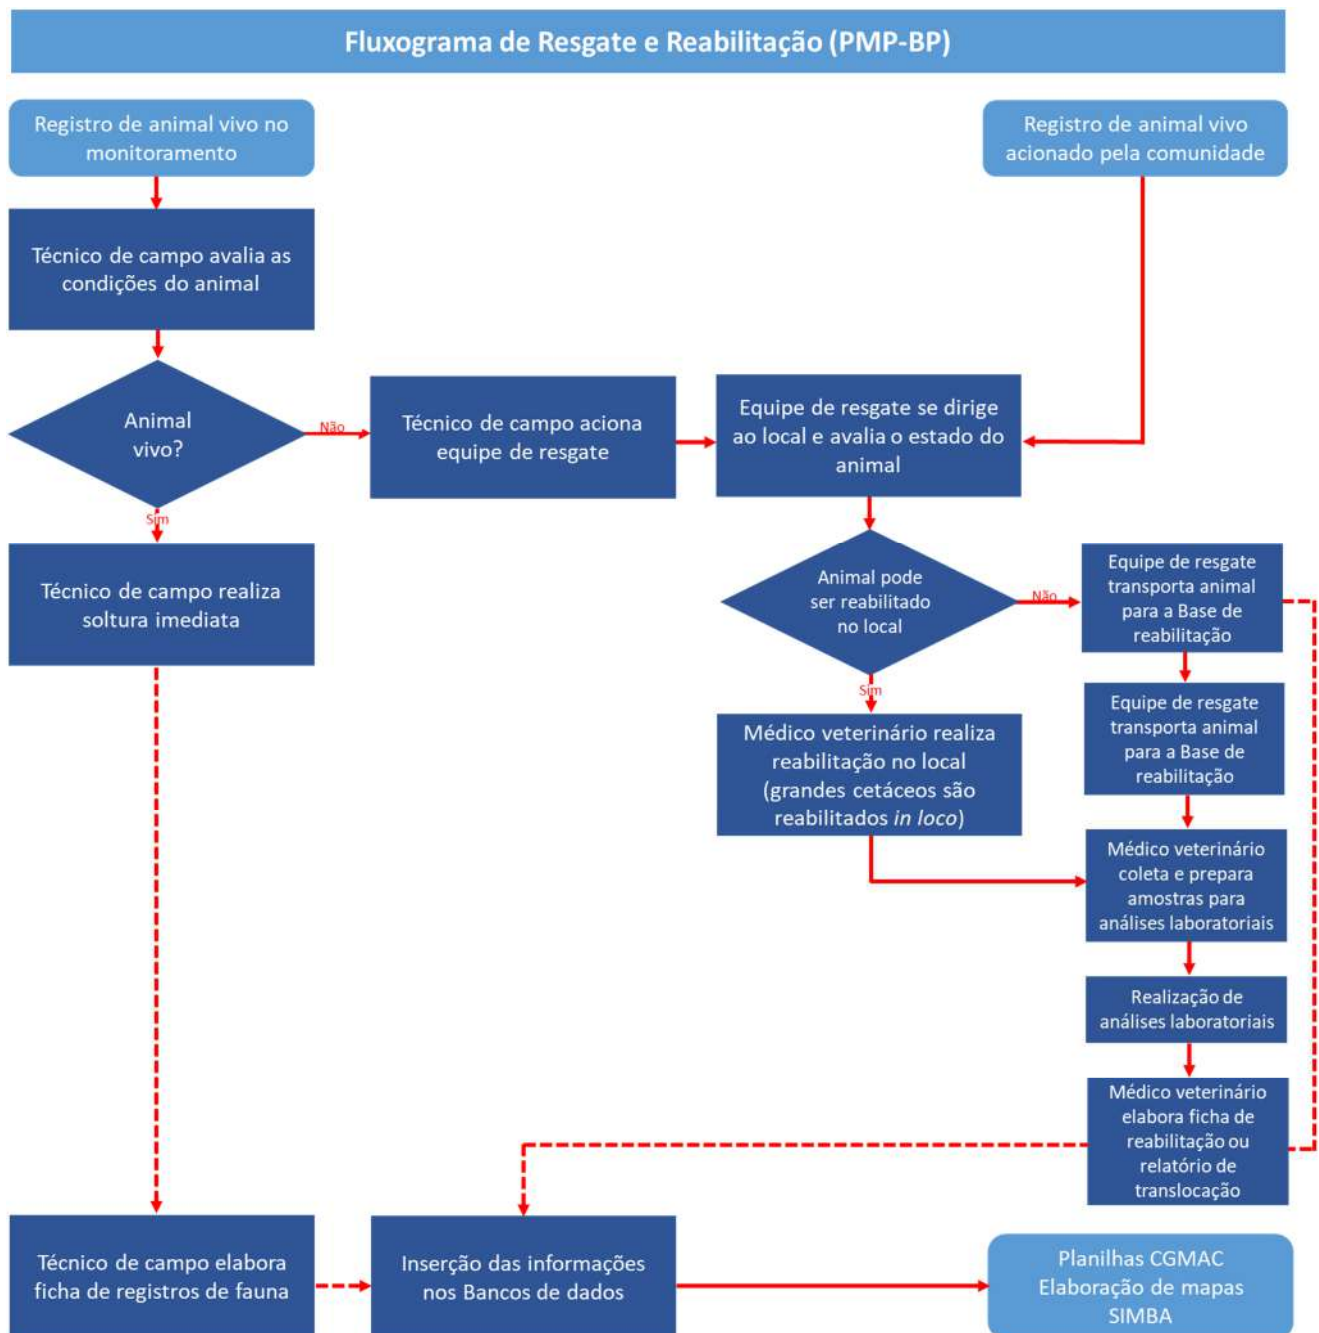 Fluxograma de Resgate e Reabilitação (PMP-BP)
Registro de animal vivo no
monitoramento
Registro de animal vivo
acionado pela comunidade
Técnico de campo avalia as
condições do animal
Animal
vivo?
Não
Técnico de campo aciona
equipe de resgate
Equipe de resgate se dirige
ao local e avalia o estado do
animal
Sim
Técnico de campo realiza
soltura imediata
Animal pode
ser reabilitado
no local
Não
Equipe de resgate
transporta animal
para a Base de
reabilitação
Sim
Equipe de resgate
transporta animal
para a Base de
reabilitação
Médico veterinário realiza
reabilitação no local
(grandes cetáceos são
reabilitados in loco)
Médico veterinário
coleta e prepara
amostras para
análises laboratoriais
Realização de
análises laboratoriais
Médico veterinário
elabora ficha de
reabilitação ou
relatório de
translocação
Técnico de campo elabora
ficha de registros de fauna
Inserção das informações
nos Bancos de dados
Planilhas CGMAC
Elaboração de mapas
SIMBA